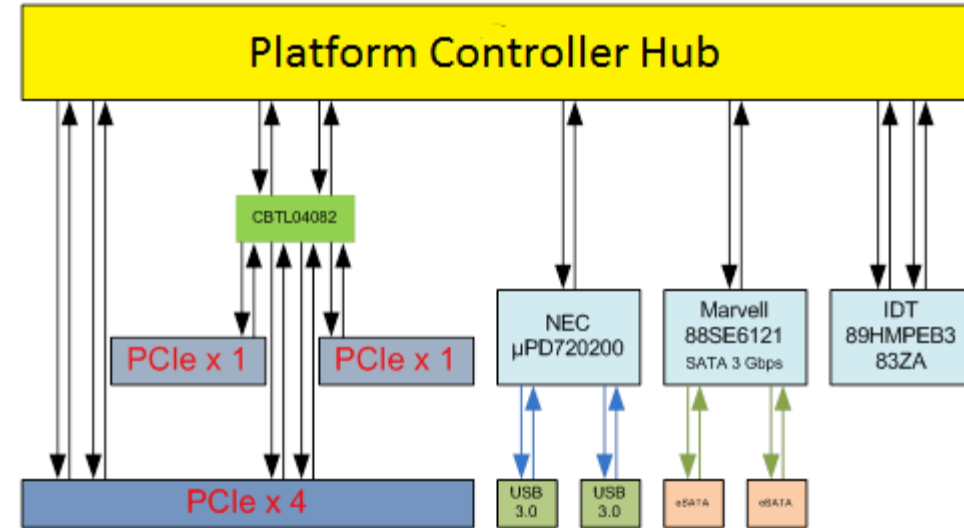 Platform Controller Hub
CBTL04082
PCIe x 1
PCIe x 1
NEC
µPD720200
Marvell
88SE6121
SATA 3 Gbps
IDT
89HMPEB3
83ZA
PCIe x 4
USB
3.0
USB
3.0
eSATA
eSATA